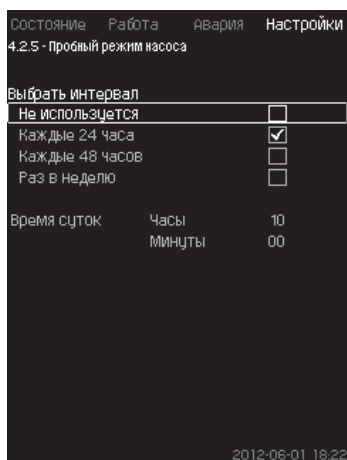 Состояние Работа Авария Настройки
4.2.5 - Пробный режим насоса
Выбрать интервал
Не используется
Каждые 24 часа
Каждые 48 часов
Раз в неделю
Время суток Часы 10
Минуты 00
2012-06-01 18:22